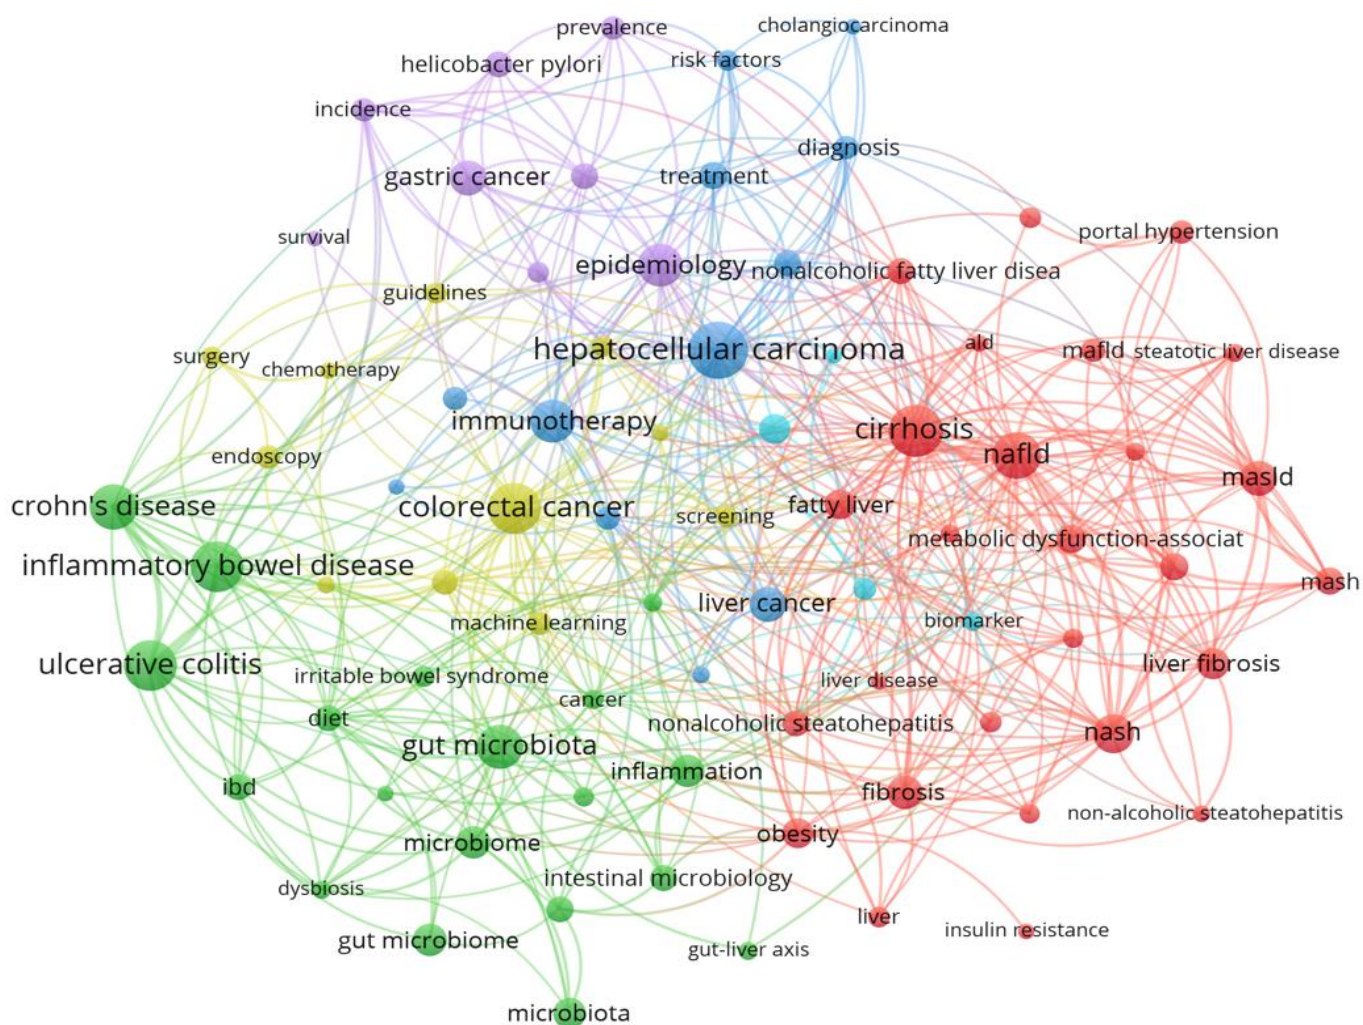 prevalence
cholangiocarcinoma
helicobacter pylori
risk factors
incidence
diagnosis
gastric cancer
treatment
survival
portal hypertension
epidemiology
nonalcoholic fatty liver disea
guidelines
surgery
chemotherapy
hepatocellular carcinoma
ald
mafld
steatotic liver disease
immunotherapy
cirrhosis
endoscopy
nafld
masld
crohn's disease
colorectal cancer
screening
fatty liver
metabolic dysfunction-associat
inflammatory bowel disease
mash
liver cancer
machine learning
biomarker
ulcerative colitis
irritable bowel syndrome
liver disease
liver fibrosis
cancer
diet
nonalcoholic steatohepatitis
nash
gut microbiota
inflammation
ibd
fibrosis
non-alcoholic steatohepatitis
microbiome
obesity
dysbiosis
intestinal microbiology
liver
insulin resistance
gut microbiome
gut-liver axis
microbiota